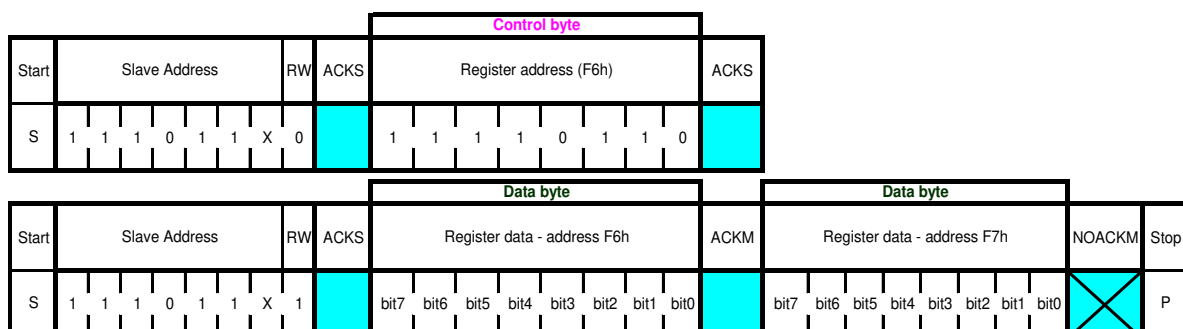 Control byte
Start Slave Address RW ACKS Register address (F6h) ACKS
S 1 1 1 0 1 1 X 0 1 1 1 1 0 1 1 0
Data byte Data byte
Start Slave Address RW ACKS Register data - address F6h ACKM Register data - address F7h NOACKM Stop
S 1 1 1 0 1 1 X 1 bit7 bit6 bit5 bit4 bit3 bit2 bit1 bit0 bit7 bit6 bit5 bit4 bit3 bit2 bit1 bit0 P